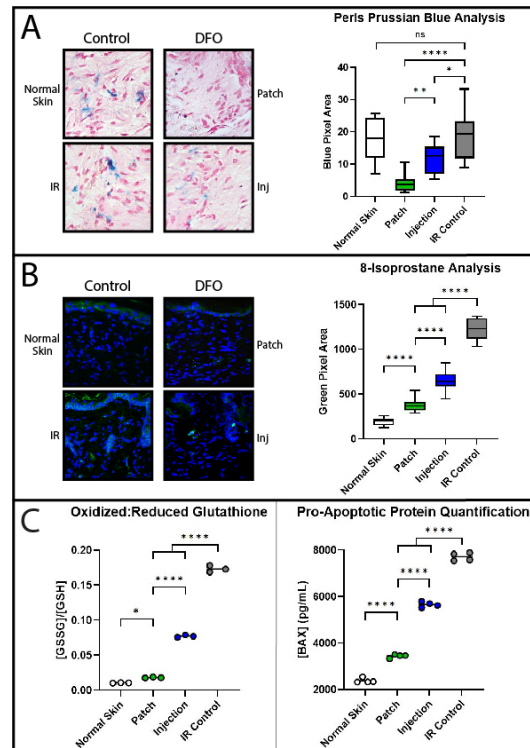 A
Control
DFO
Normal
Skin
Patch
IR
Inj
Perls Prussian Blue Analysis
ns
****
*
**
Blue Pixel Area
40
30
20
10
0
Normal Skin
Patch
Injection
IR Control
B
Control
DFO
Normal
Skin
Patch
IR
Inj
8-Isoprostane Analysis
****
****
****
Green Pixel Area
1500
1000
500
0
Normal Skin
Patch
Injection
IR Control
C
Oxidized:Reduced Glutathione
****
****
*
[GSSG]/[GSH]
0.20
0.15
0.10
0.05
0.00
Normal Skin
Patch
Injection
IR Control
Pro-Apoptotic Protein Quantification
****
****
****
[BAX] (pg/mL)
8000
6000
4000
2000
Normal Skin
Patch
Injection
IR Control